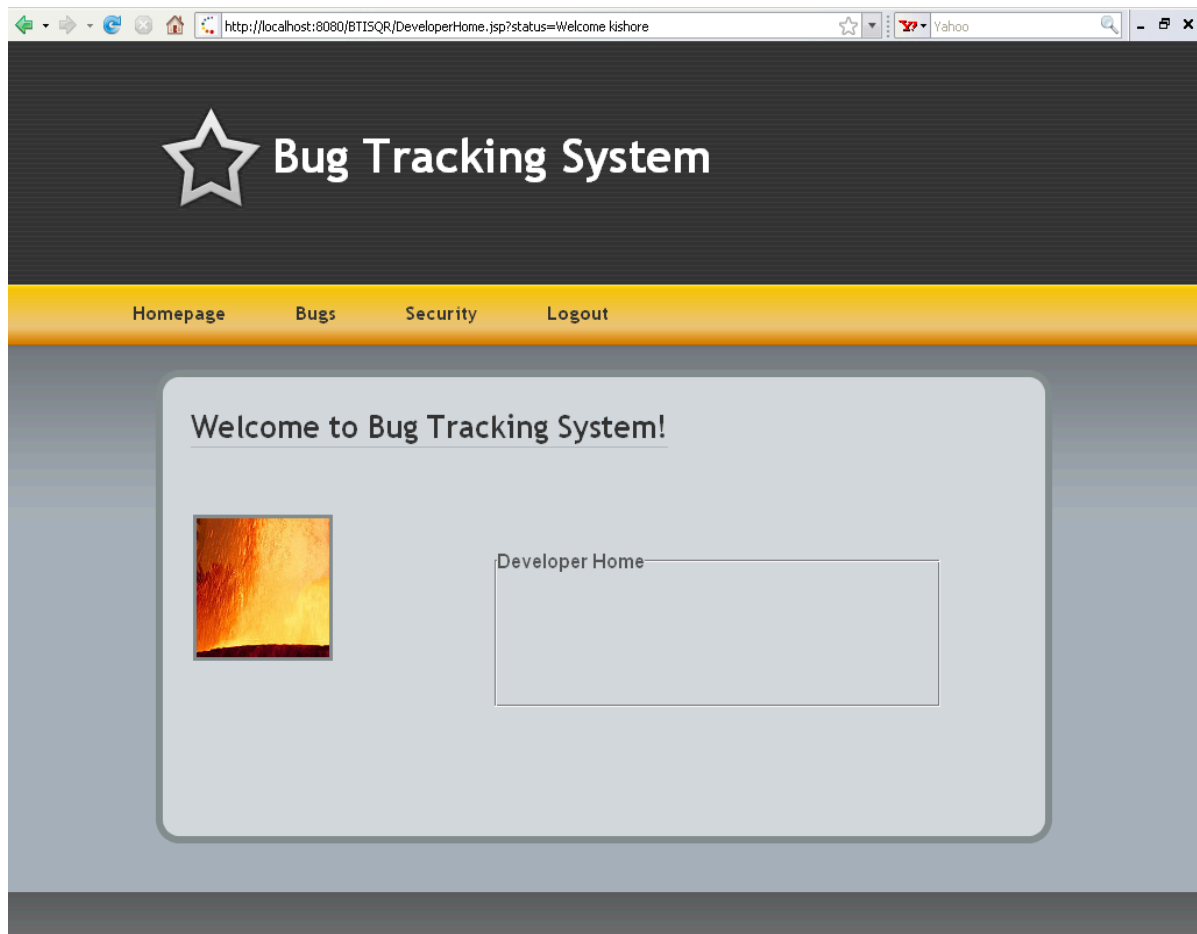 http://localhost:8080/BTISQR/DeveloperHome.jsp?status=Welcome kishore
Yahoo
Bug Tracking System
Homepage Bugs Security Logout
Welcome to Bug Tracking System!
Developer Home